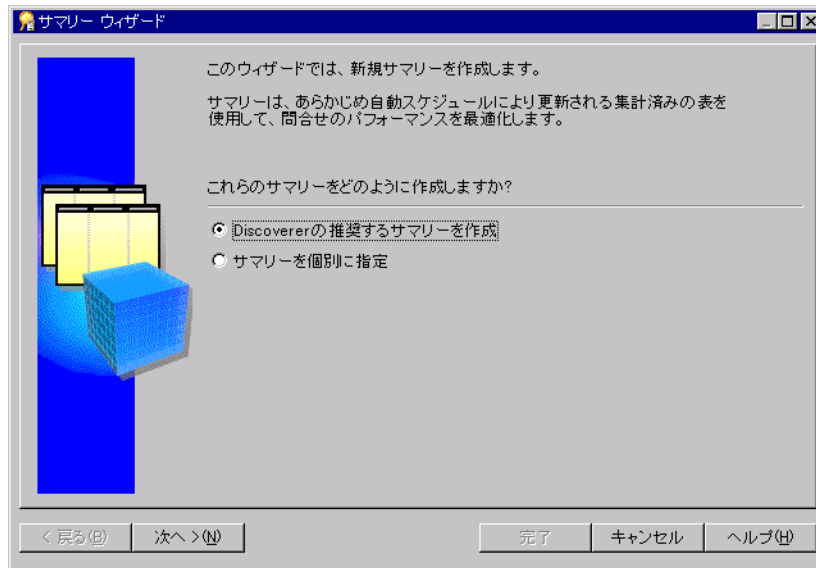 サマリー ウィザード
このウィザードでは、新規サマリーを作成します。
サマリーは、あらかじめ自動スケジュールにより更新される集計済みの表を
使用して、問合せのパフォーマンスを最適化します。
これらのサマリーをどのように作成しますか?
Discovererの推奨するサマリーを作成
サマリーを個別に指定
< 戻る(B)
次へ >(N)
完了
キャンセル
ヘルプ(H)